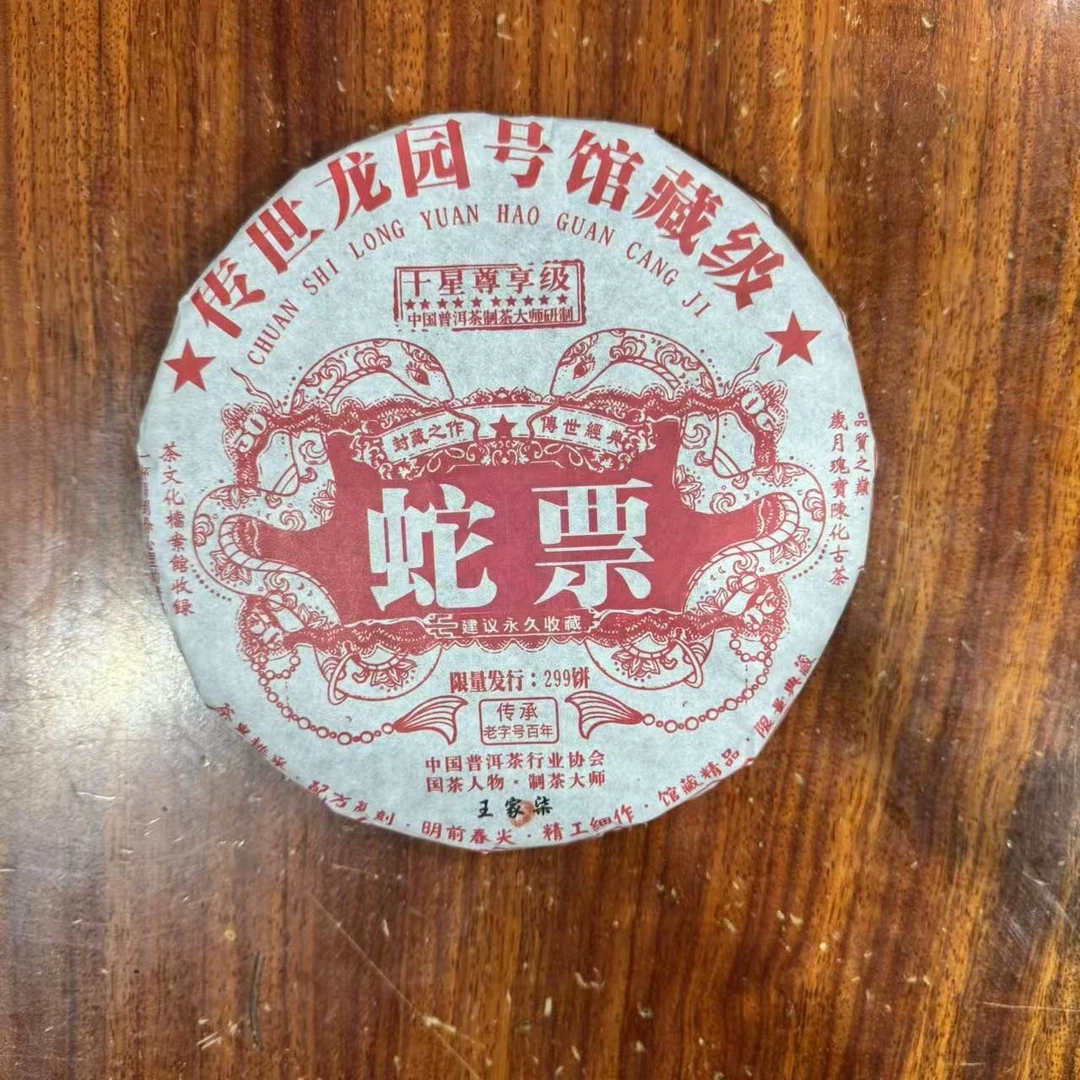 传世龙园号馆藏级
CHUAN SHI LONG YUAN HAO GUAN CANG JI
十星尊享级
中国普洱茶制茶大师研制
封藏之作
傳世經典
蛇票
建议永久收藏
茶文化檔案館收録
品質之巅·
歲月瑰寶陳化古茶
限量发行：299饼
传承
老字号百年
中国普洱茶行业协会
国茶人物·制茶大师
王家柒
配方复刻·明前春尖·精工细作·馆藏精品·限量典藏